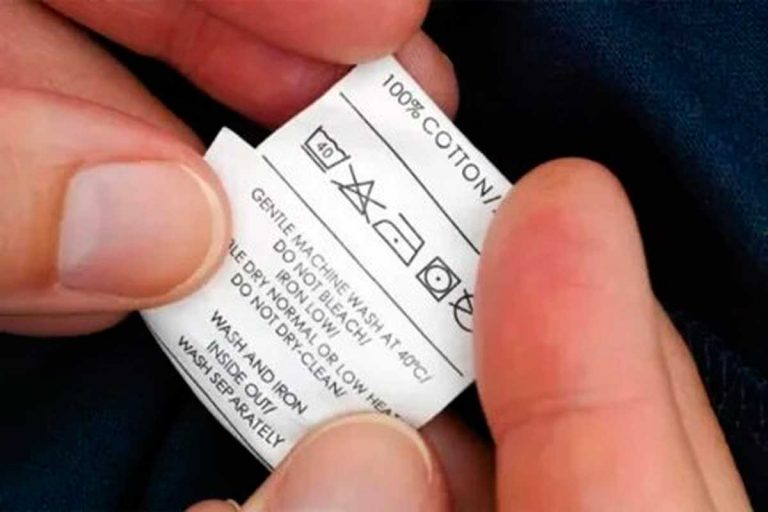 100% COTTON/
40
GENTLE MACHINE WASH AT 40°C/
DO NOT BLEACH/
IRON LOW/
DRY NORMAL OR LOW HEAT
DO NOT DRY-CLEAN/
WASH AND IRON
INSIDE OUT/
WASH SEPARATELY